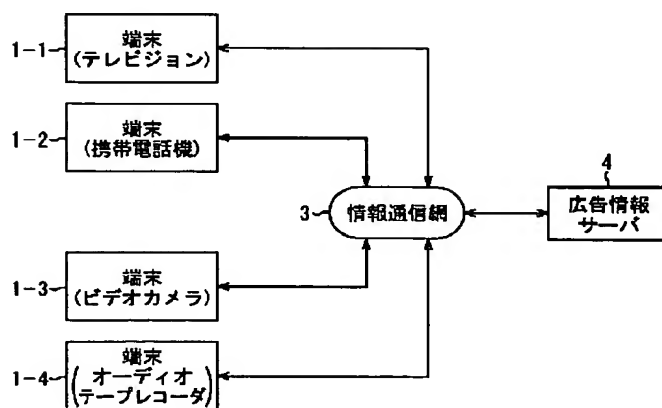 1-1
端末
(テレビジョン)
1-2
端末
(携帯電話機)
3
情報通信網
4
広告情報
サーバ
1-3
端末
(ビデオカメラ)
1-4
端末
(オーディオ
テープレコーダ)